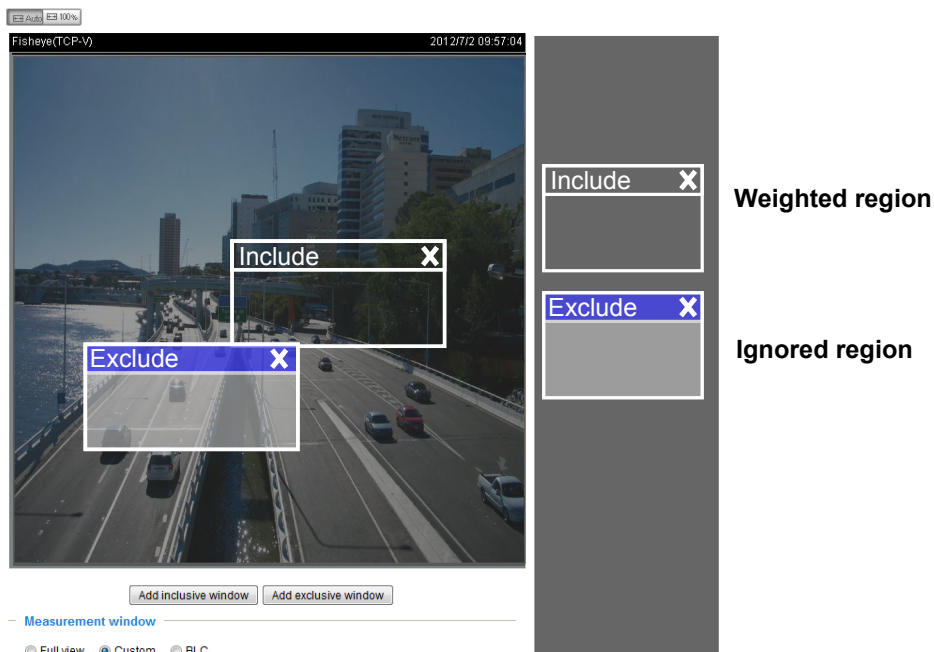 Auto 100%
Fisheye(TCP-V) 2012/7/2 09:57:04
Mercure
Include
Weighted region
Include
Exclude
Exclude
Ignored region
Add inclusive window Add exclusive window
Measurement window
Full view Custom BLC